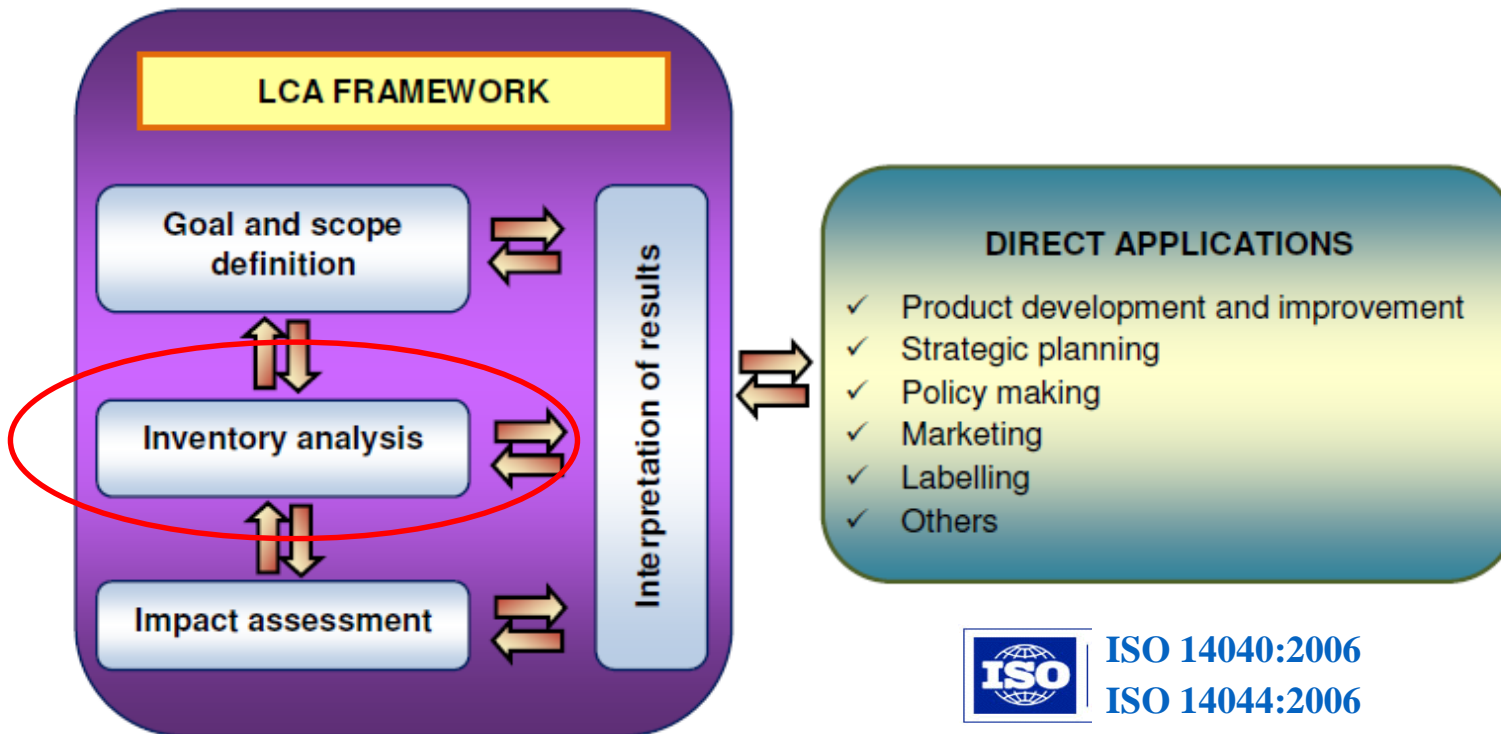 LCA FRAMEWORK
Goal and scope
definition
Inventory analysis
Impact assessment
Interpretation of results
DIRECT APPLICATIONS
✓ Product development and improvement
✓ Strategic planning
✓ Policy making
✓ Marketing
✓ Labelling
✓ Others
ISO
ISO 14040:2006
ISO 14044:2006